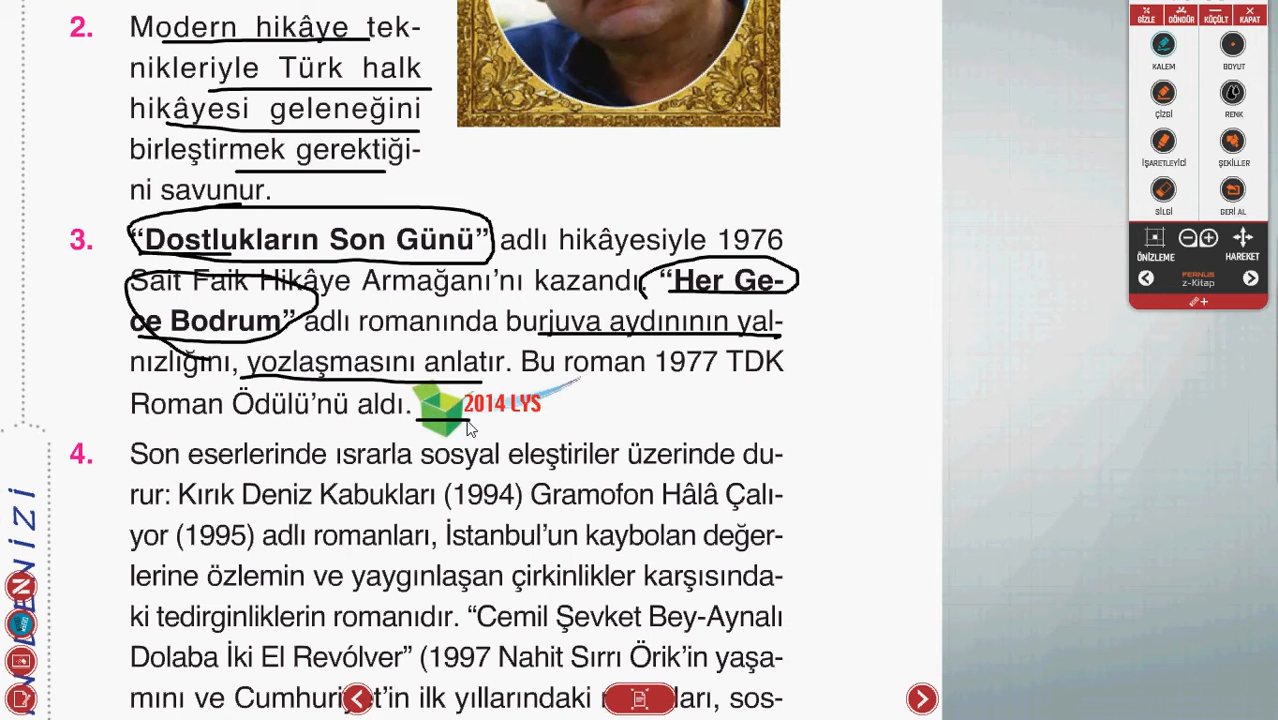 2. Modern hikâye tek-
nikleriyle Türk halk
hikâyesi geleneğini
birleştirmek gerektiği-
ni savunur.
3. “Dostlukların Son Günü” adlı hikâyesiyle 1976
Sait Faik Hikâye Armağanı’nı kazandı. “Her Ge-
ce Bodrum” adlı romanında burjuva aydınının yal-
nızlığını, yozlaşmasını anlatır. Bu roman 1977 TDK
Roman Ödülü’nü aldı. 2014 LYS
4. Son eserlerinde ısrarla sosyal eleştiriler üzerinde du-
rur: Kırık Deniz Kabukları (1994) Gramofon Hâlâ Çalı-
yor (1995) adlı romanları, İstanbul’un kaybolan değer-
lerine özlemin ve yaygınlaşan çirkinlikler karşısında-
ki tedirginliklerin romanıdır. “Cemil Şevket Bey-Aynalı
Dolaba İki El Revólver” (1997 Nahit Sırrı Örik’in yaşa-
mını ve Cumhuriyet’in ilk yıllarındaki sos-
DENİZİ
GİZLE DÖNDÜR KÜÇÜLT KAPAT
KALEM BOYUT
ÇİZGİ RENK
İŞARETLEYİCİ ŞEKİLLER
SİLGİ GERİ AL
ÖNİZLEME HAREKET
FERNUS
z-Kitap